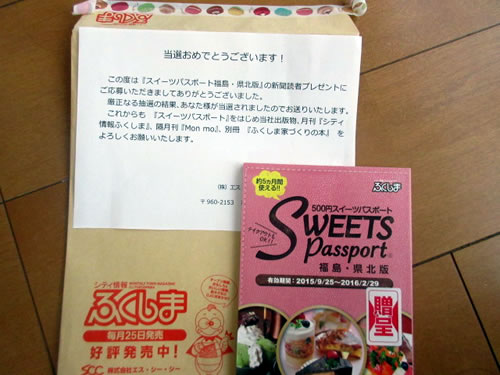 当選おめでとうございます！
この度は『スイーツパスポート福島・県北版』の新聞読者プレゼントに
ご応募いただきましてありがとうございました。
厳正なる抽選の結果、あなた様が当選されましたのでお送りいたします。
これからも 『スイーツパスポート』をはじめ当社出版物、月刊『シティ
情報ふくしま』、隔月刊『Mon mo』、別冊 『ふくしま家づくりの本』 を
よろしくお願いいたします。
（株） エス
〒960-2153
約5ヵ月間
使える!!
ふくしま
500円スイーツパスポート
SWEETS
テイクアウトも
OK!
Passport
福島・県北版
有効期間：2015/9/25～2016/2/29
贈呈
シティ情報
ふくしま
毎月25日発売
好評発売中！
SCC 株式会社エス・シー・シー